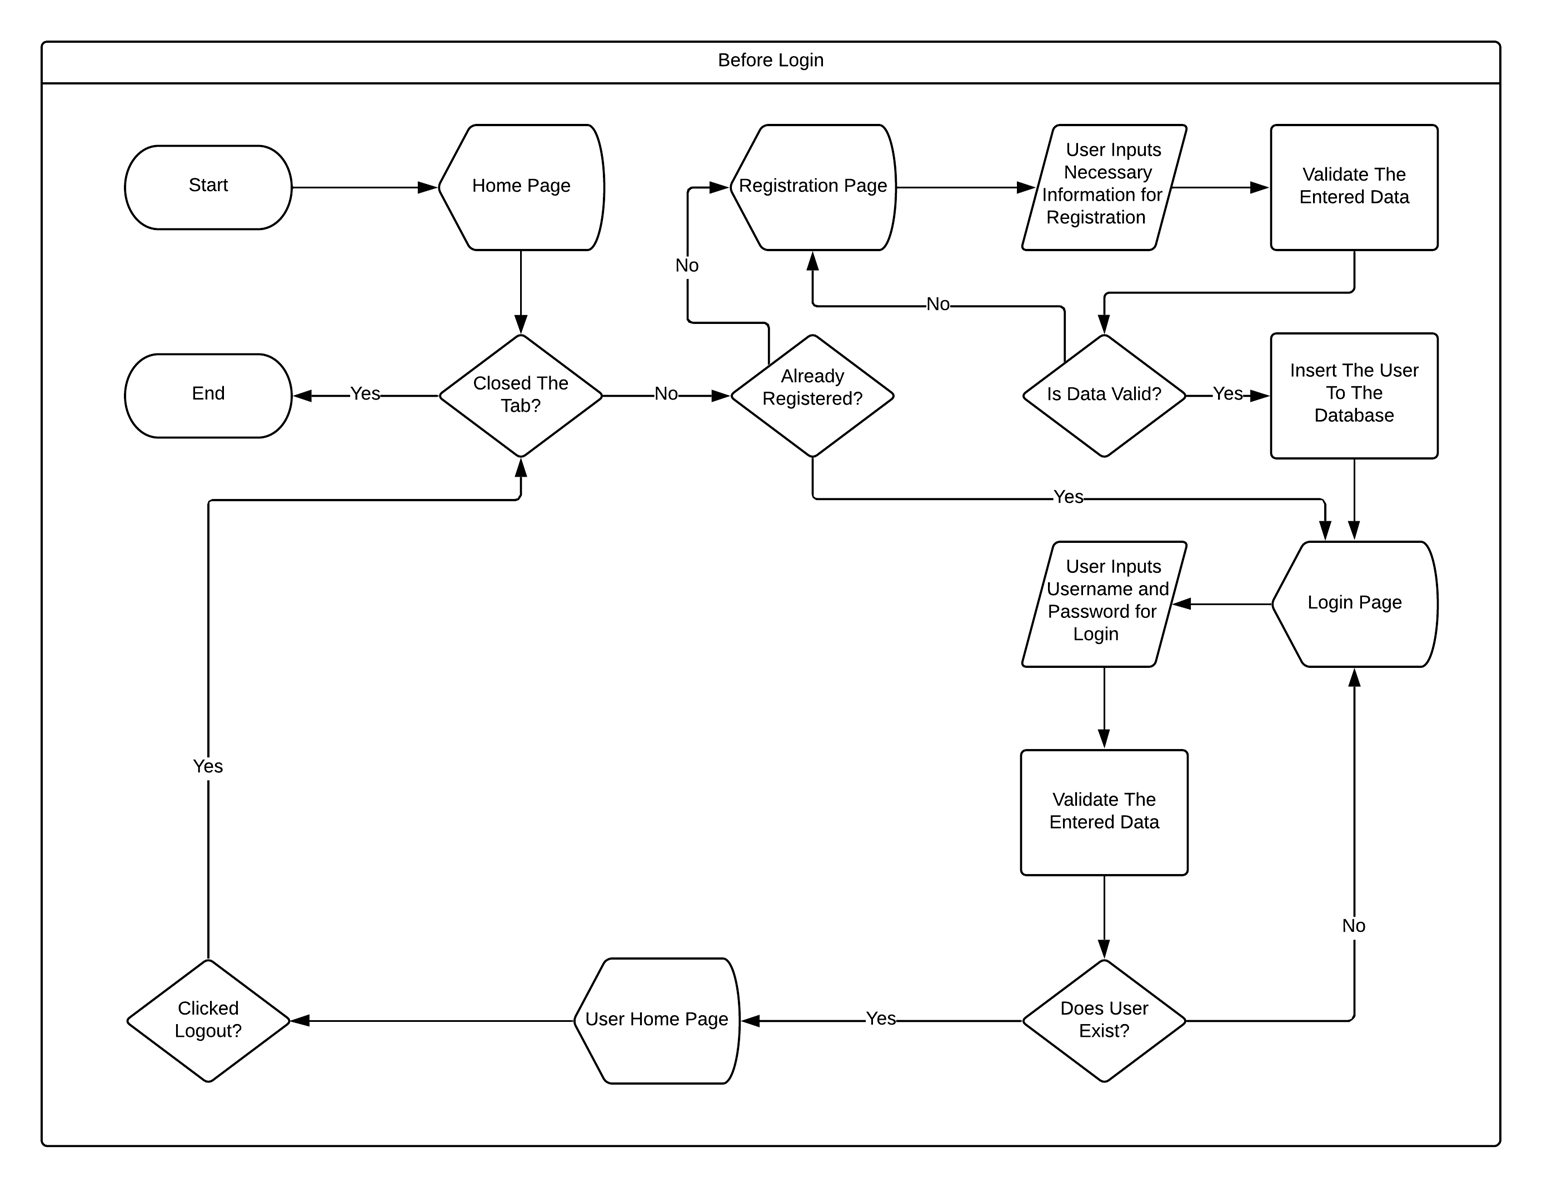 Before Login
Start
Home Page
Registration Page
User Inputs
Necessary
Information for
Registration
Validate The
Entered Data
No
No
End
Yes
Closed The
Tab?
No
Already
Registered?
Is Data Valid?
Yes
Insert The User
To The
Database
Yes
User Inputs
Username and
Password for
Login
Login Page
Yes
Validate The
Entered Data
No
Clicked
Logout?
User Home Page
Yes
Does User
Exist?